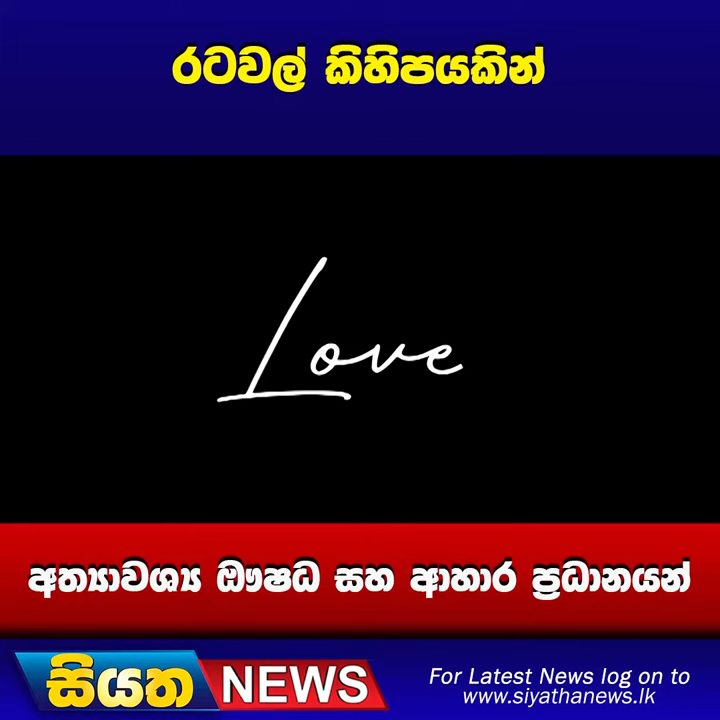 රටවල් කිහිපයකින්
Love
අත්‍යාවශ්‍ය ඖෂධ සහ ආහාර ප්‍රධානයන්
සියත NEWS
For Latest News log on to
www.siyathanews.lk